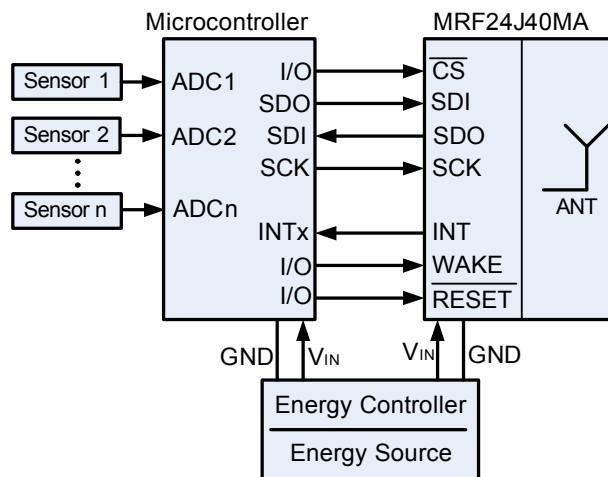 Microcontroller
MRF24J40MA
Sensor 1
Sensor 2
Sensor n
ADC1
ADC2
ADCn
I/O
SDO
SDI
SCK
INTx
I/O
I/O
CS
SDI
SDO
SCK
INT
WAKE
RESET
ANT
GND
VIN
VIN
GND
Energy Controller
Energy Source